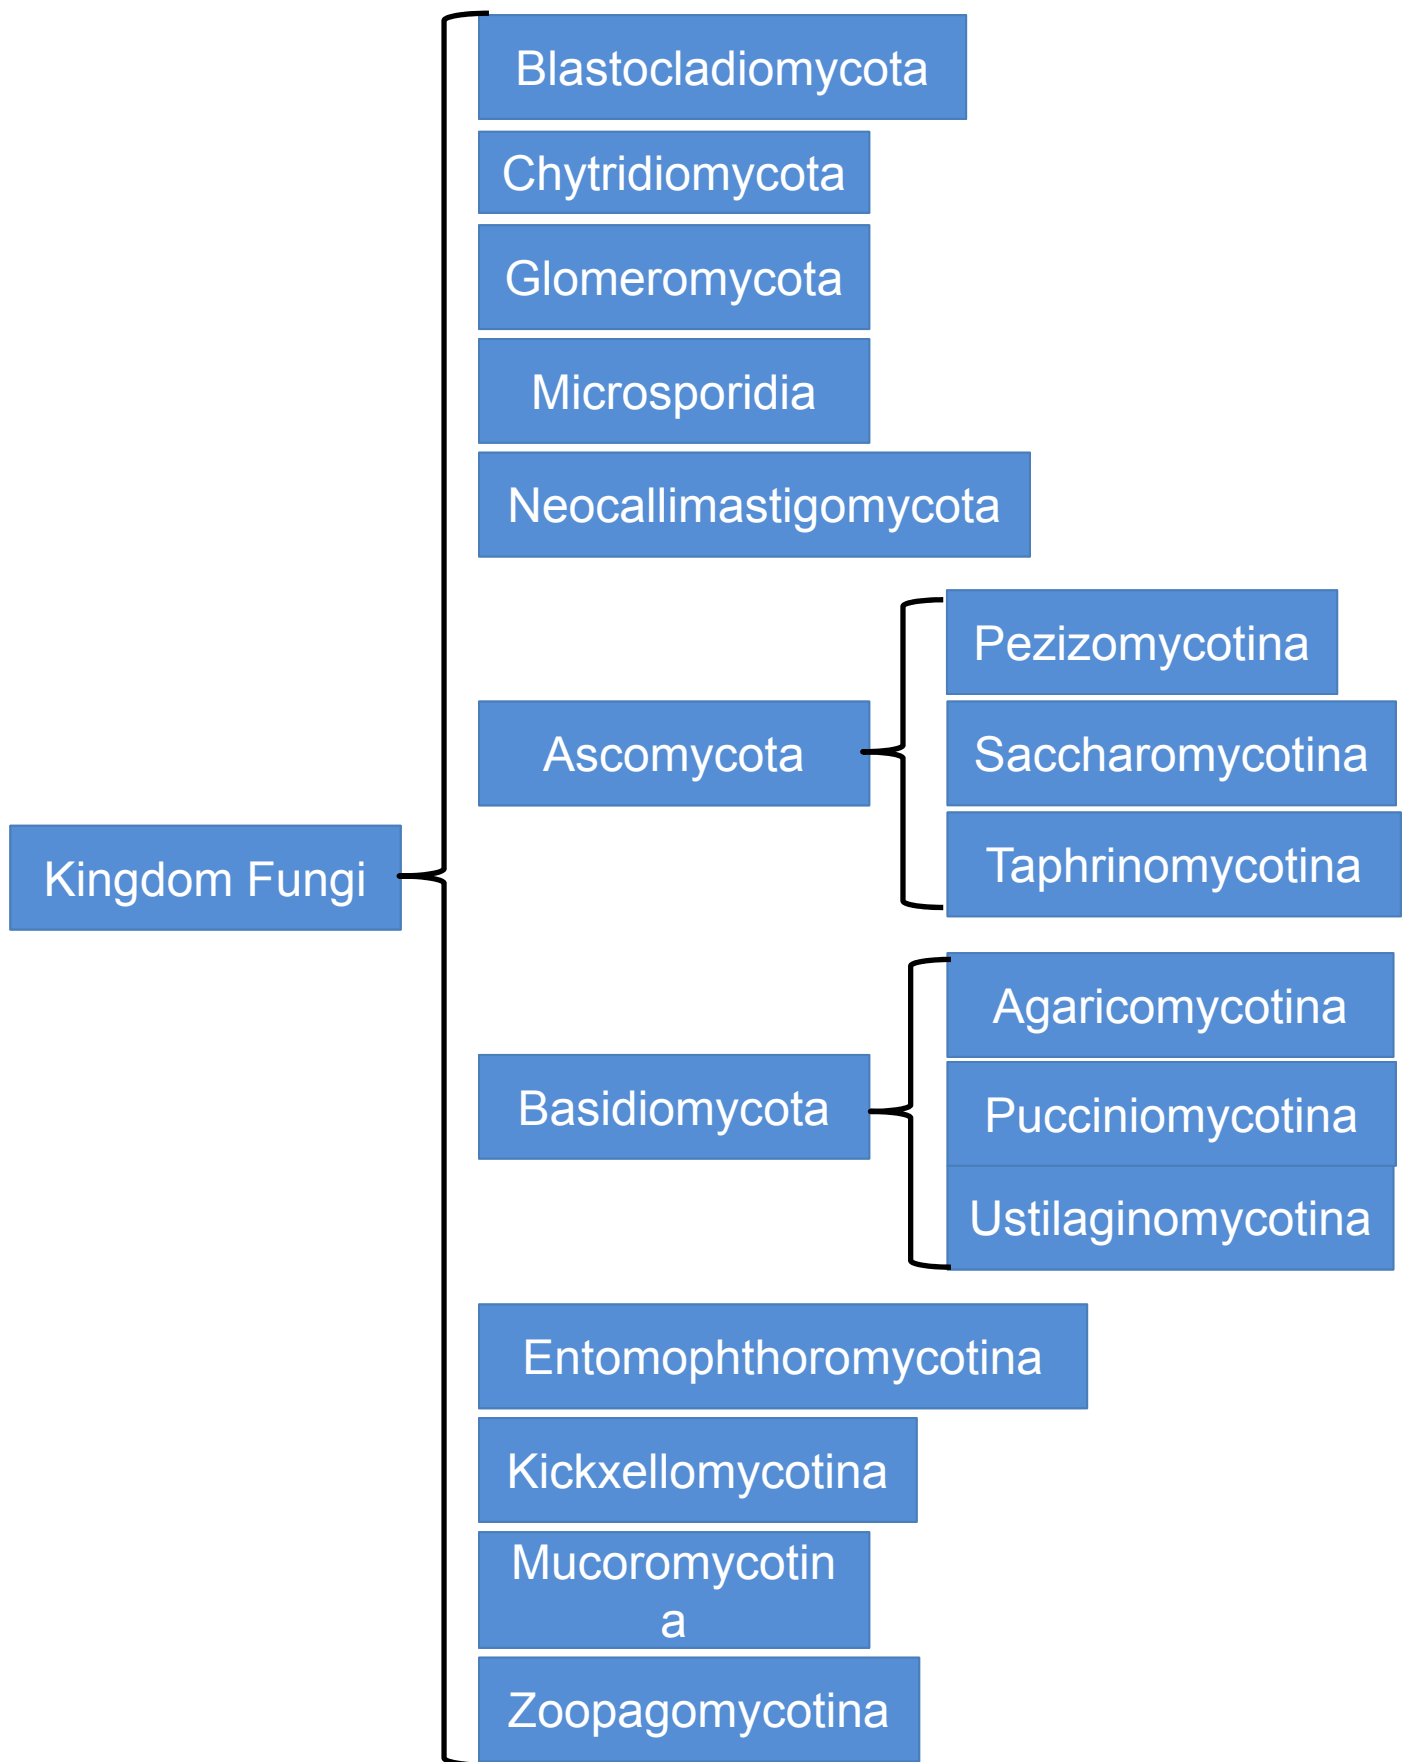 Blastocladiomycota
Chytridiomycota
Glomeromycota
Microsporidia
Neocallimastigomycota
Pezizomycotina
Ascomycota
Saccharomycotina
Taphrinomycotina
Kingdom Fungi
Agaricomycotina
Basidiomycota
Pucciniomycotina
Ustilaginomycotina
Entomophthoromycotina
Kickxellomycotina
Mucoromycotin
a
Zoopagomycotina